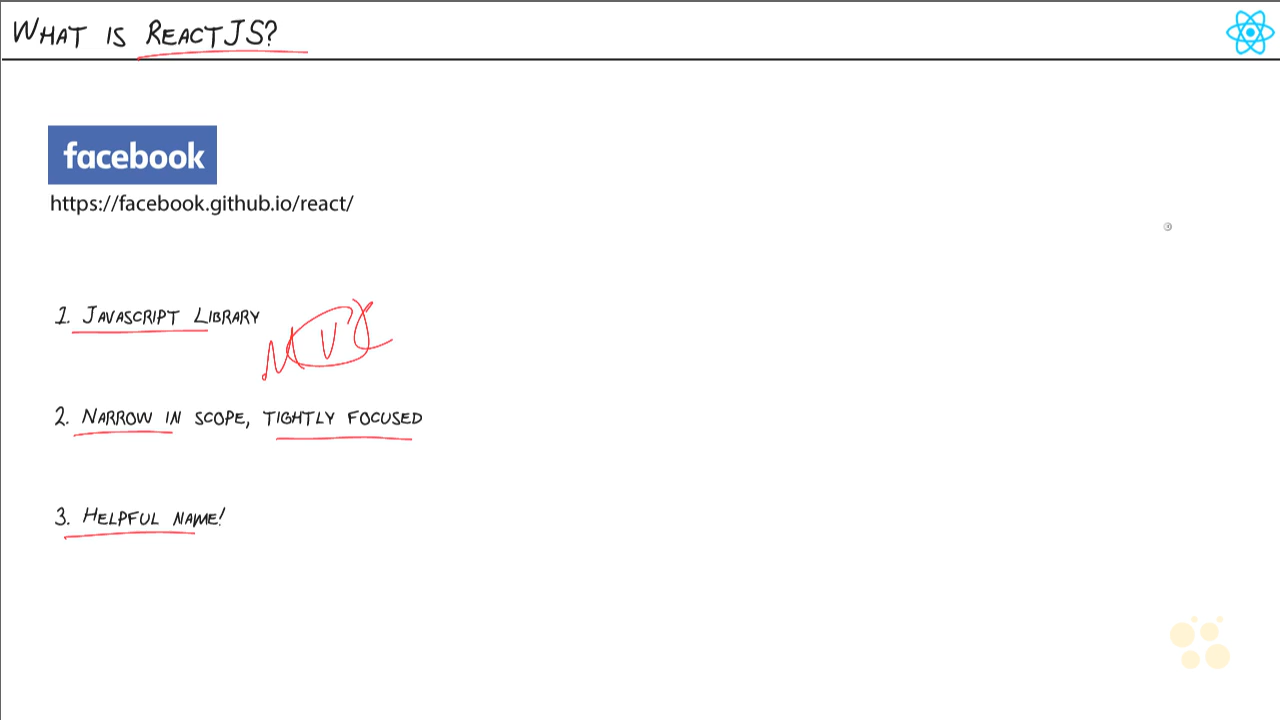 WHAT IS REACTJS?
facebook
https://facebook.github.io/react/
1. JAVASCRIPT LIBRARY
MVC
2. NARROW IN SCOPE, TIGHTLY FOCUSED
3. HELPFUL NAME!